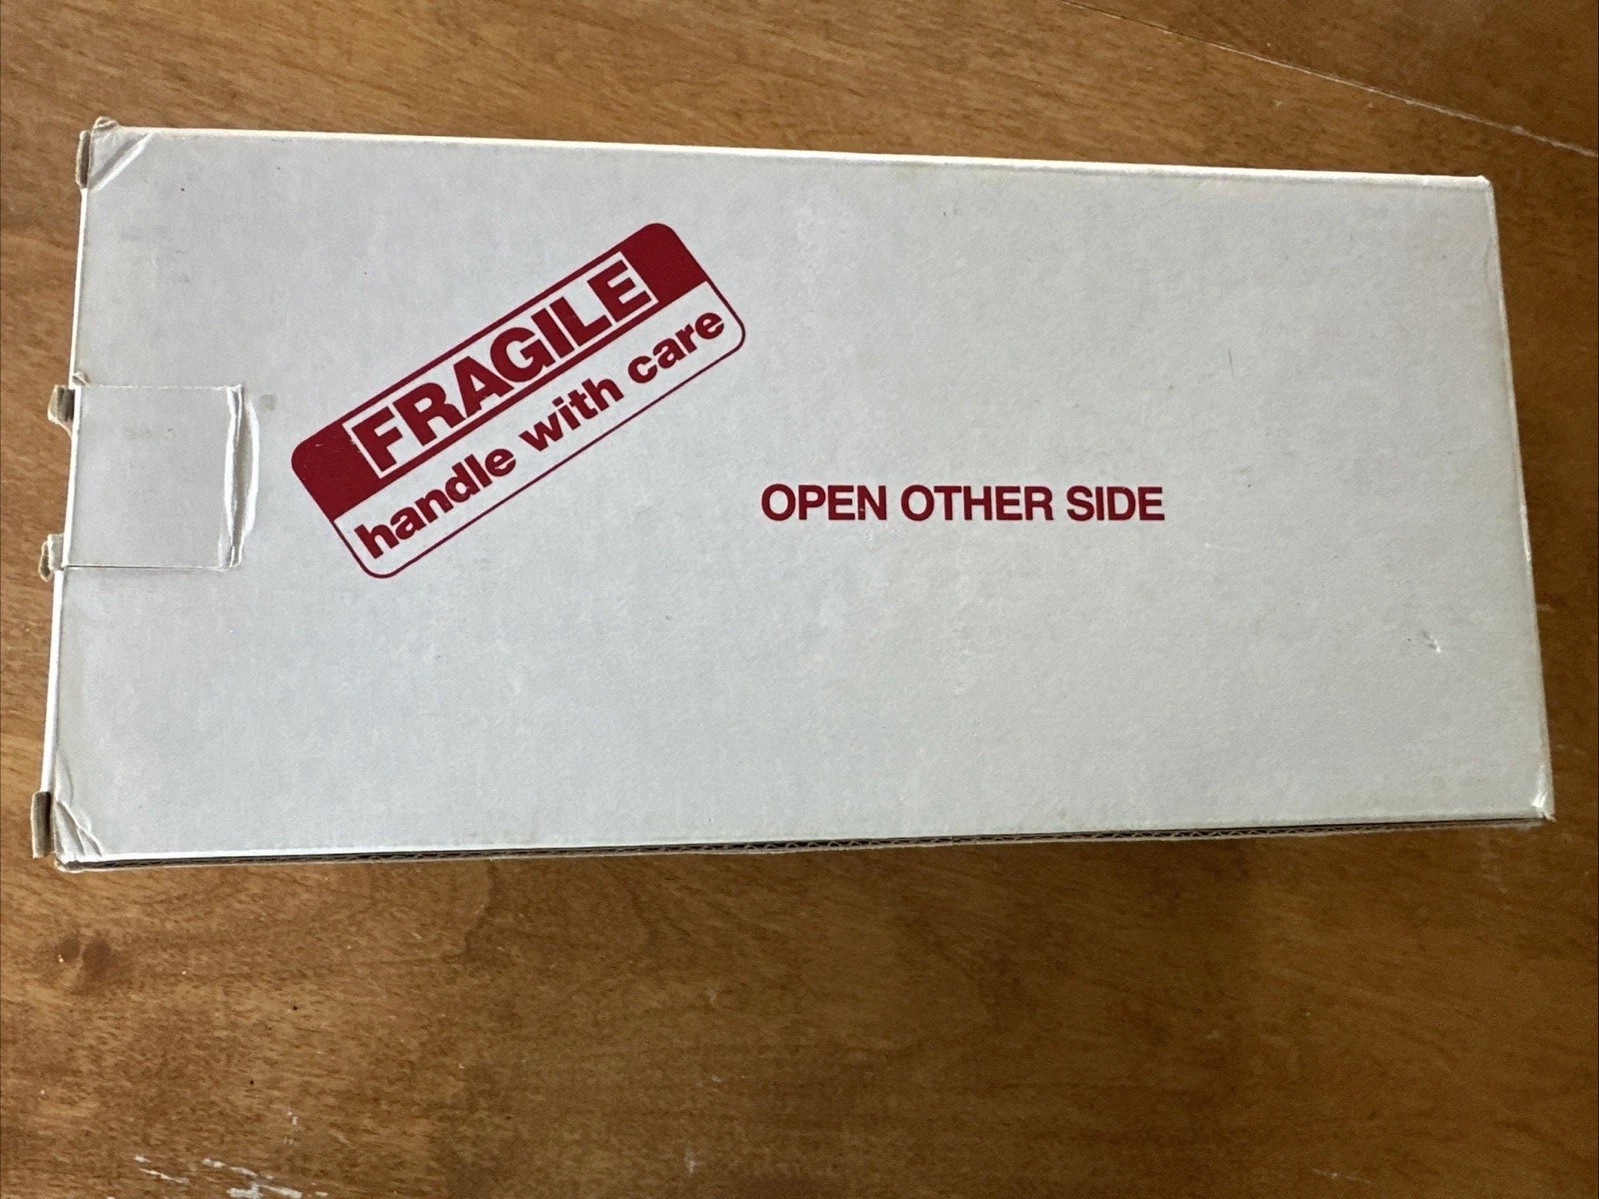 FRAGILE
handle with care
OPEN OTHER SIDE